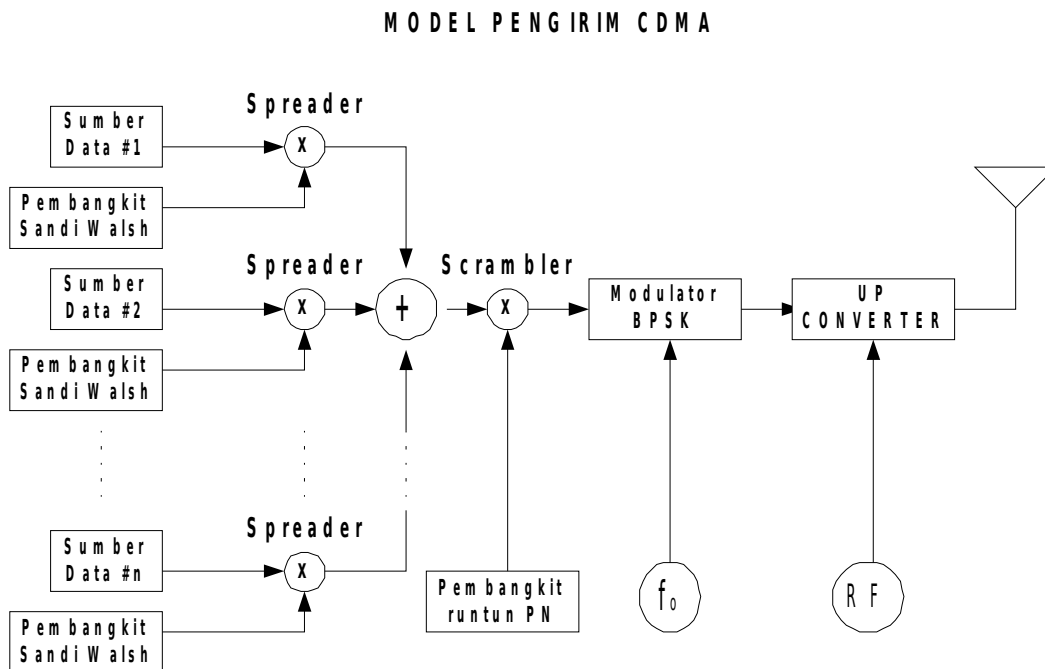 MODEL PENGIRIM CDMA
Spreader
Sumber
Data #1
x
Pembangkit
Sandi Walsh
Spreader
Scrambler
Sumber
Data #2
x
+
x
Modulator
BPSK
UP
CONVERTER
Pembangkit
Sandi Walsh
Spreader
Sumber
Data #n
x
Pembangkit
runtun PN
fo
RF
Pembangkit
Sandi Walsh